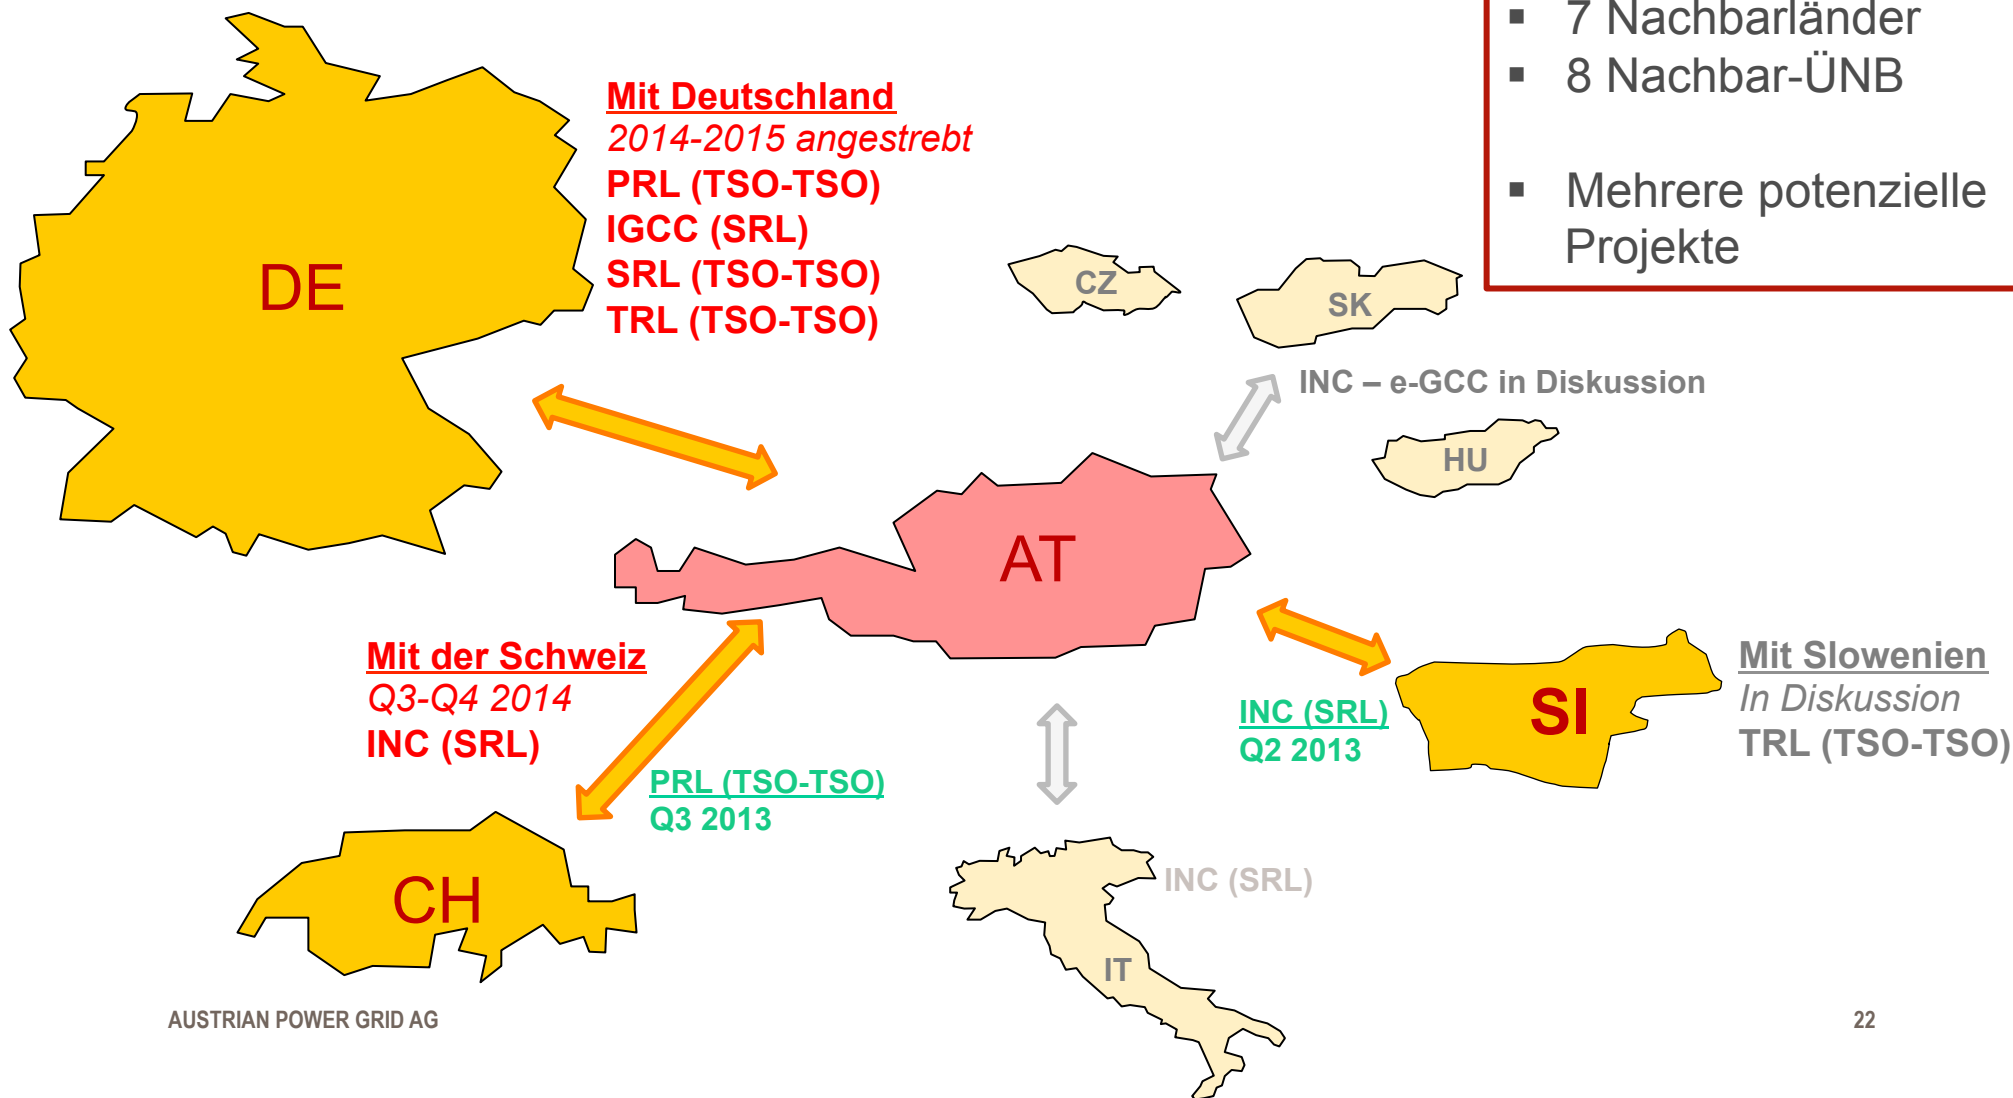 ▪ 7 Nachbarländer
▪ 8 Nachbar-ÜNB
▪ Mehrere potenzielle
Projekte
Mit Deutschland
2014-2015 angestrebt
PRL (TSO-TSO)
IGCC (SRL)
SRL (TSO-TSO)
TRL (TSO-TSO)
DE
CZ
SK
INC – e-GCC in Diskussion
HU
AT
Mit der Schweiz
Q3-Q4 2014
INC (SRL)
PRL (TSO-TSO)
Q3 2013
INC (SRL)
Q2 2013
SI
Mit Slowenien
In Diskussion
TRL (TSO-TSO)
CH
INC (SRL)
IT
AUSTRIAN POWER GRID AG
22